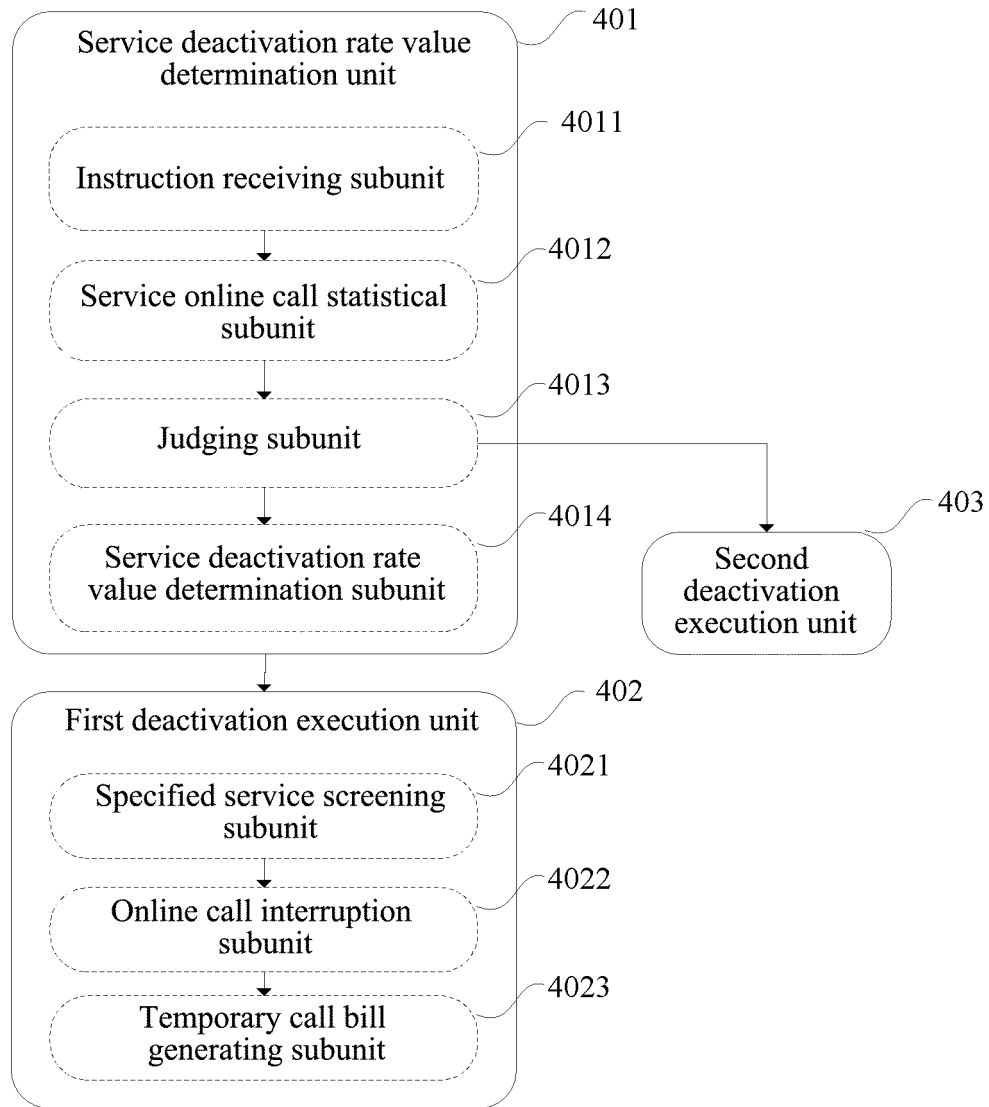 401
Service deactivation rate value
determination unit
4011
Instruction receiving subunit
4012
Service online call statistical
subunit
4013
Judging subunit
4014
Service deactivation rate
value determination subunit
403
Second
deactivation
execution unit
402
First deactivation execution unit
4021
Specified service screening
subunit
4022
Online call interruption
subunit
4023
Temporary call bill
generating subunit